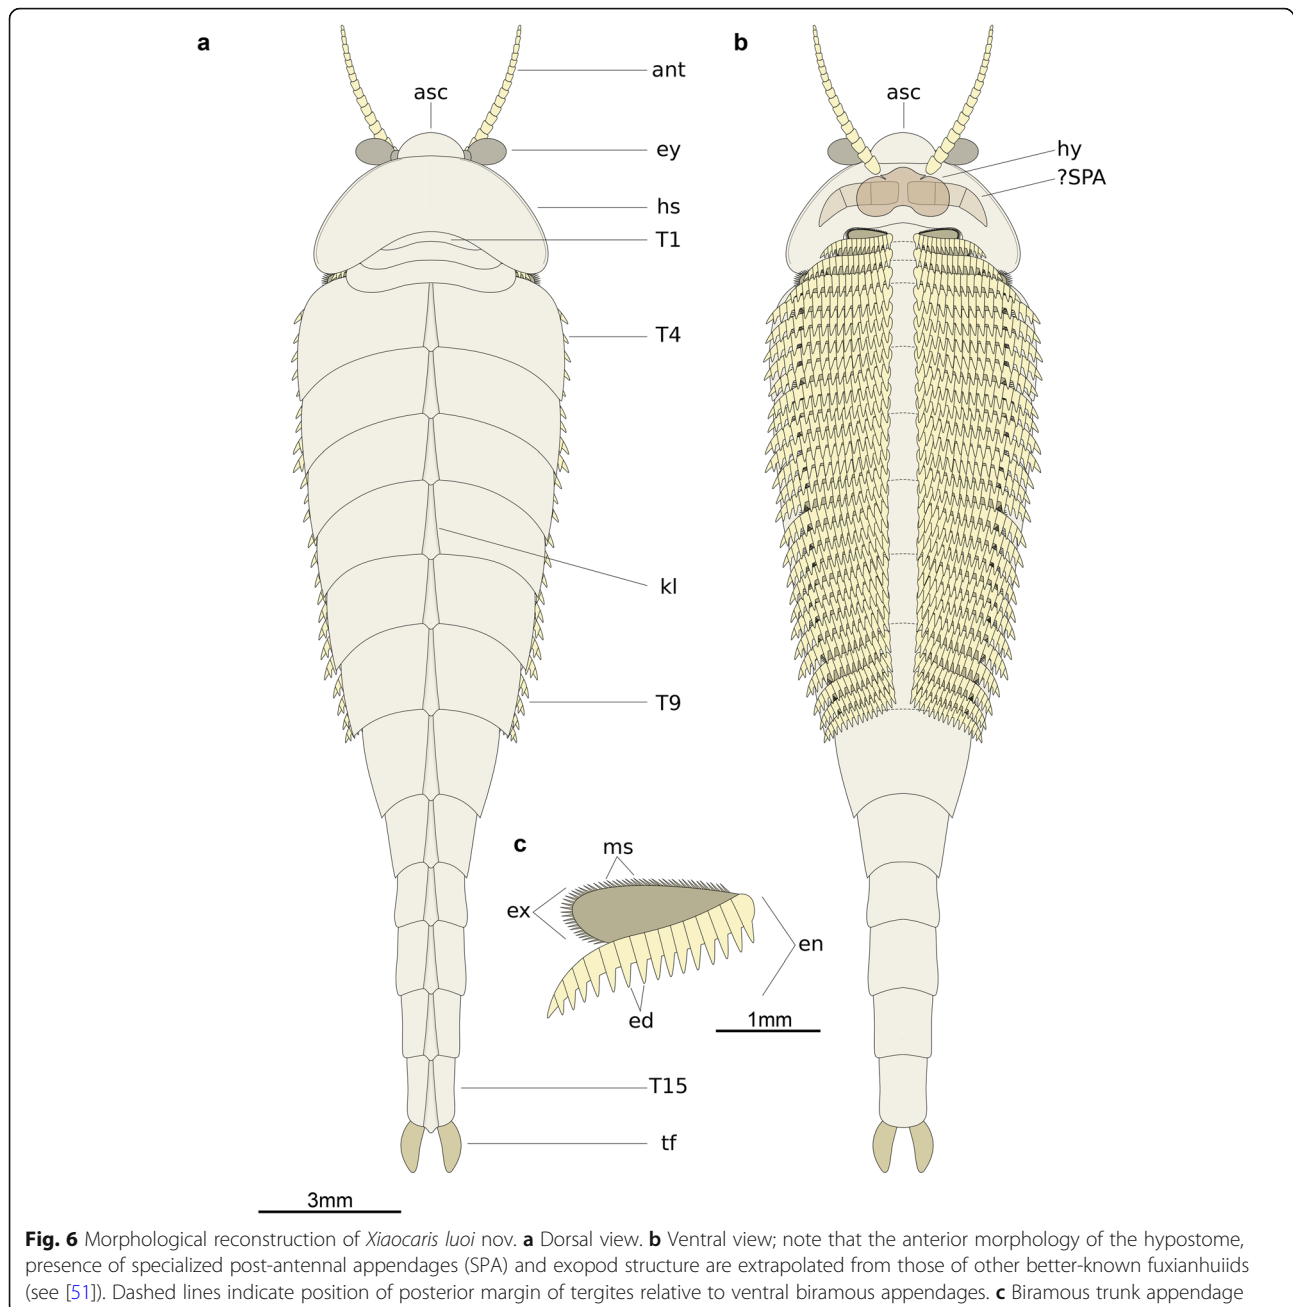 a
b
ant
asc
asc
ey
hy
?SPA
hs
T1
T4
kl
T9
c
ms
ex
en
ed
1mm
T15
tf
3mm
Fig. 6 Morphological reconstruction of Xiaocaris luoi nov. a Dorsal view. b Ventral view; note that the anterior morphology of the hypostome,
presence of specialized post-antennal appendages (SPA) and exopod structure are extrapolated from those of other better-known fuxianhuiids
(see [51]). Dashed lines indicate position of posterior margin of tergites relative to ventral biramous appendages. c Biramous trunk appendage